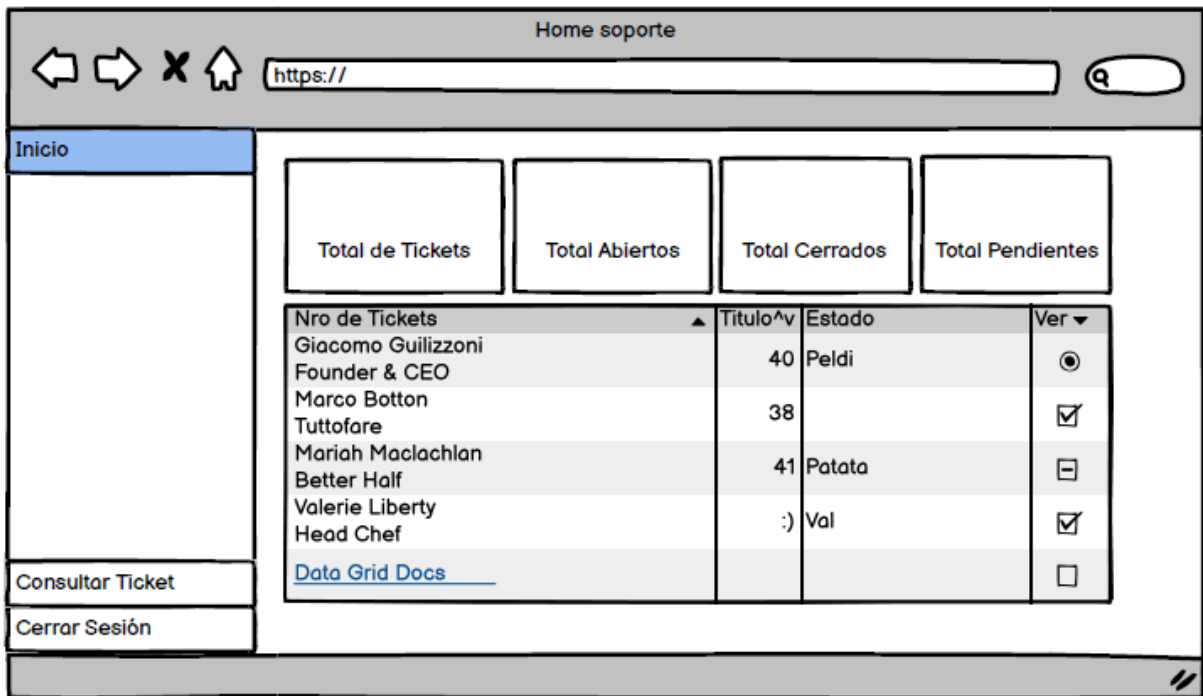 Home soporte
https://
Inicio
Total de Tickets
Total Abiertos
Total Cerrados
Total Pendientes
Nro de Tickets Titulo^v Estado Ver
Giacomo Guilizzoni
Founder & CEO
40 Peldi
Marco Botton
Tuttofare
38
Mariah Maclachlan
Better Half
41 Patata
Valerie Liberty
Head Chef
:) Val
Data Grid Docs
Consultar Ticket
Cerrar Sesión